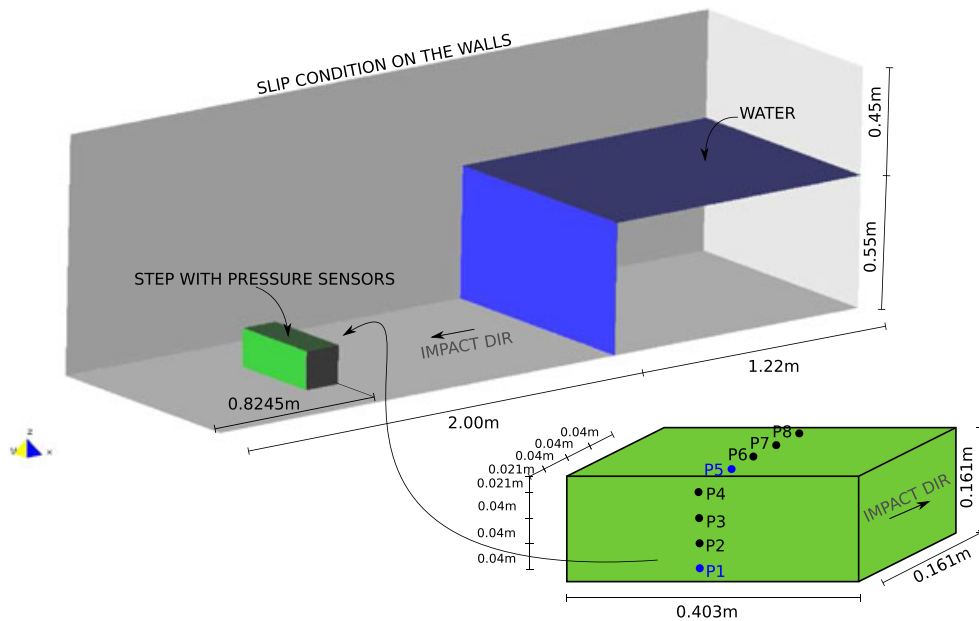 SLIP CONDITION ON THE WALLS
WATER
0.45m
0.55m
STEP WITH PRESSURE SENSORS
IMPACT DIR
1.22m
0.8245m
2.00m
z
x
0.04m
0.04m
0.04m
0.021m
0.021m
0.04m
0.04m
0.04m
P8
P7
P6
P5
P4
P3
P2
P1
IMPACT DIR
0.161m
0.161m
0.403m